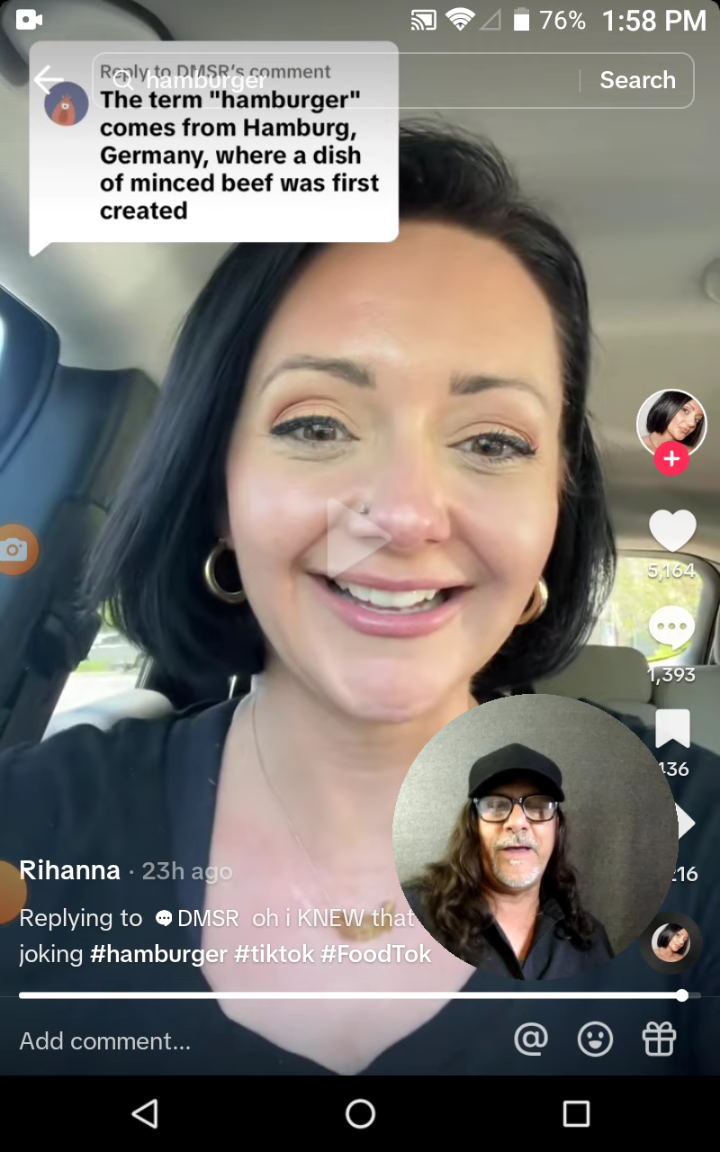 76% 1:58 PM
Reply to DMSR's comment
hamburger
Search
The term "hamburger"
comes from Hamburg,
Germany, where a dish
of minced beef was first
created
5,164
1,393
436
216
Rihanna · 23h ago
Replying to DMSR oh i KNEW that
joking #hamburger #tiktok #FoodTok
Add comment...
@